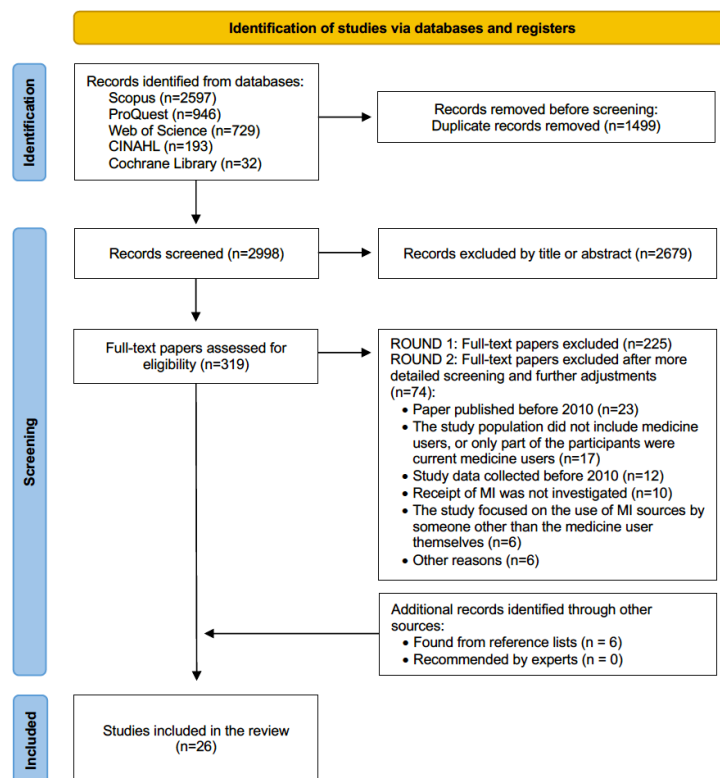 Identification of studies via databases and registers
Identification
Records identified from databases:
Scopus (n=2597)
ProQuest (n=946)
Web of Science (n=729)
CINAHL (n=193)
Cochrane Library (n=32)
Records removed before screening:
Duplicate records removed (n=1499)
Screening
Records screened (n=2998)
Records excluded by title or abstract (n=2679)
Full-text papers assessed for
eligibility (n=319)
ROUND 1: Full-text papers excluded (n=225)
ROUND 2: Full-text papers excluded after more
detailed screening and further adjustments
(n=74):
• Paper published before 2010 (n=23)
• The study population did not include medicine
users, or only part of the participants were
current medicine users (n=17)
• Study data collected before 2010 (n=12)
• Receipt of MI was not investigated (n=10)
• The study focused on the use of MI sources by
someone other than the medicine user
themselves (n=6)
• Other reasons (n=6)
Additional records identified through other
sources:
• Found from reference lists (n = 6)
• Recommended by experts (n = 0)
Included
Studies included in the review
(n=26)